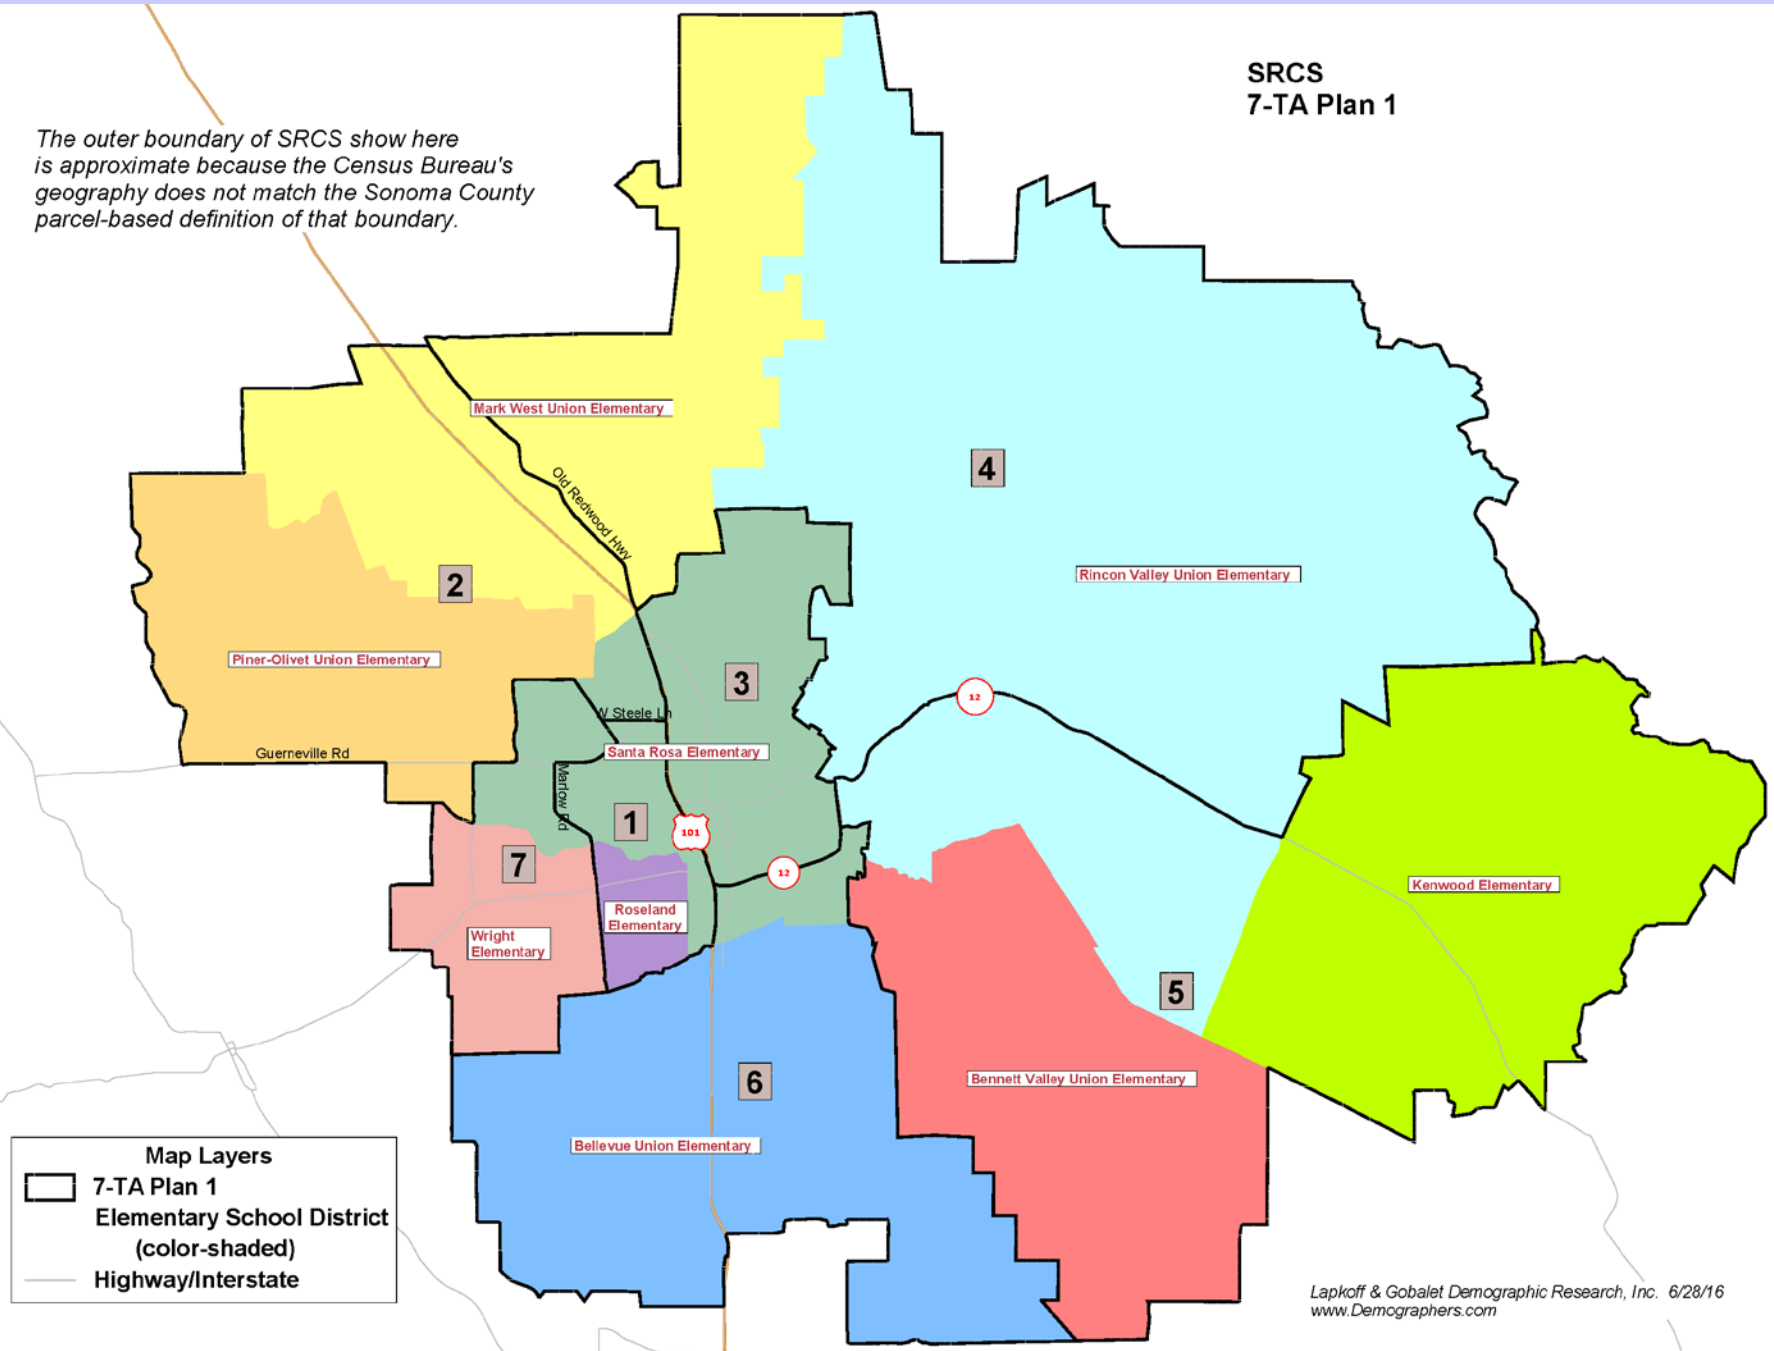 SRCS
7-TA Plan 1
The outer boundary of SRCS show here
is approximate because the Census Bureau's
geography does not match the Sonoma County
parcel-based definition of that boundary.
Mark West Union Elementary
4
Old Redwood Hwy
Rincon Valley Union Elementary
2
Piner-Olivet Union Elementary
3
12
W Steele Ln
Guerneville Rd
Santa Rosa Elementary
Marlow Rd
1
101
7
12
Kenwood Elementary
Roseland
Elementary
Wright
Elementary
5
6
Bennett Valley Union Elementary
Bellevue Union Elementary
Map Layers
7-TA Plan 1
Elementary School District
(color-shaded)
Highway/Interstate
Lapkoff & Gobalet Demographic Research, Inc. 6/28/16
www.Demographers.com